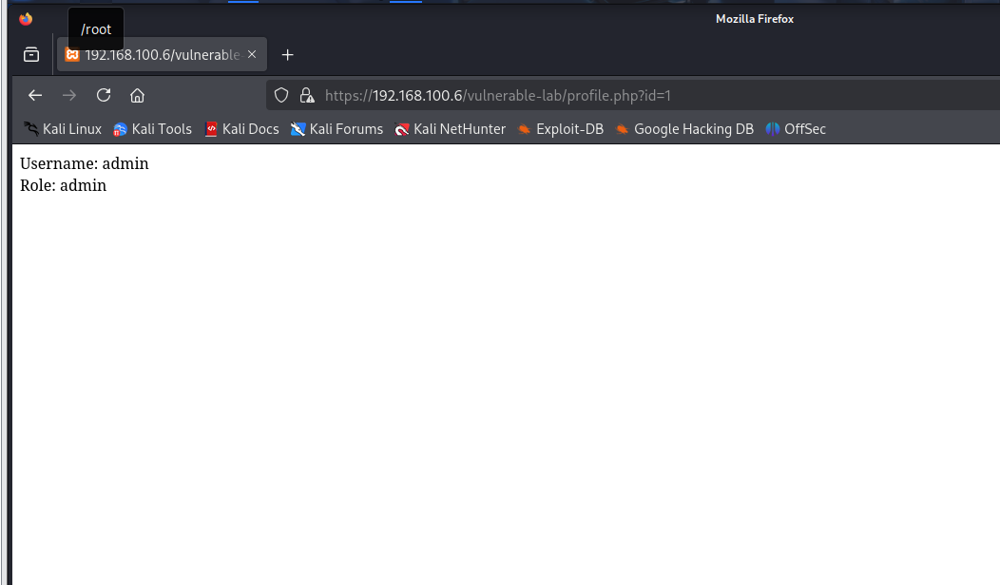 Mozilla Firefox
/root
192.168.100.6/vulnerable
https://192.168.100.6/vulnerable-lab/profile.php?id=1
Kali Linux Kali Tools Kali Docs Kali Forums Kali NetHunter Exploit-DB Google Hacking DB OffSec
Username: admin
Role: admin